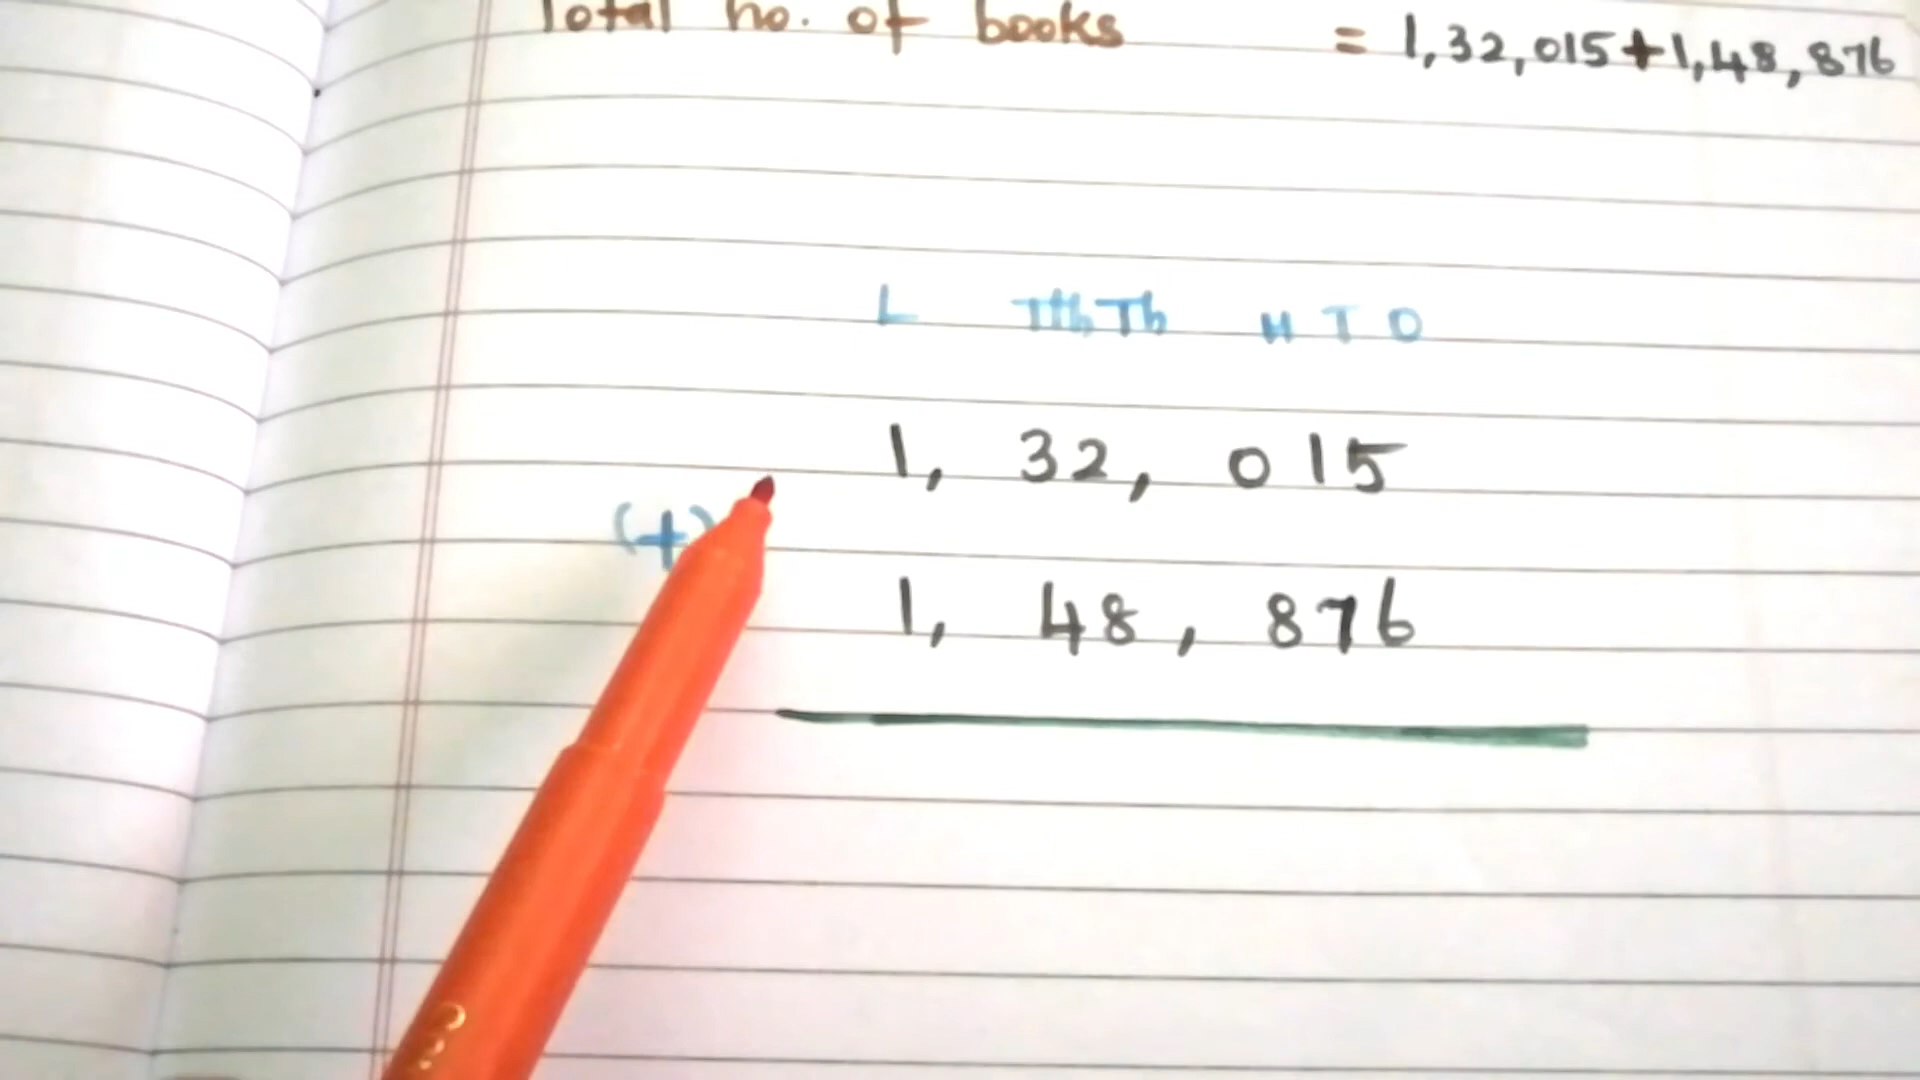 Total no. of books = 1,32,015+1,48,876
L TTh Th H T O
1, 32, 015
(+)
1, 48, 876